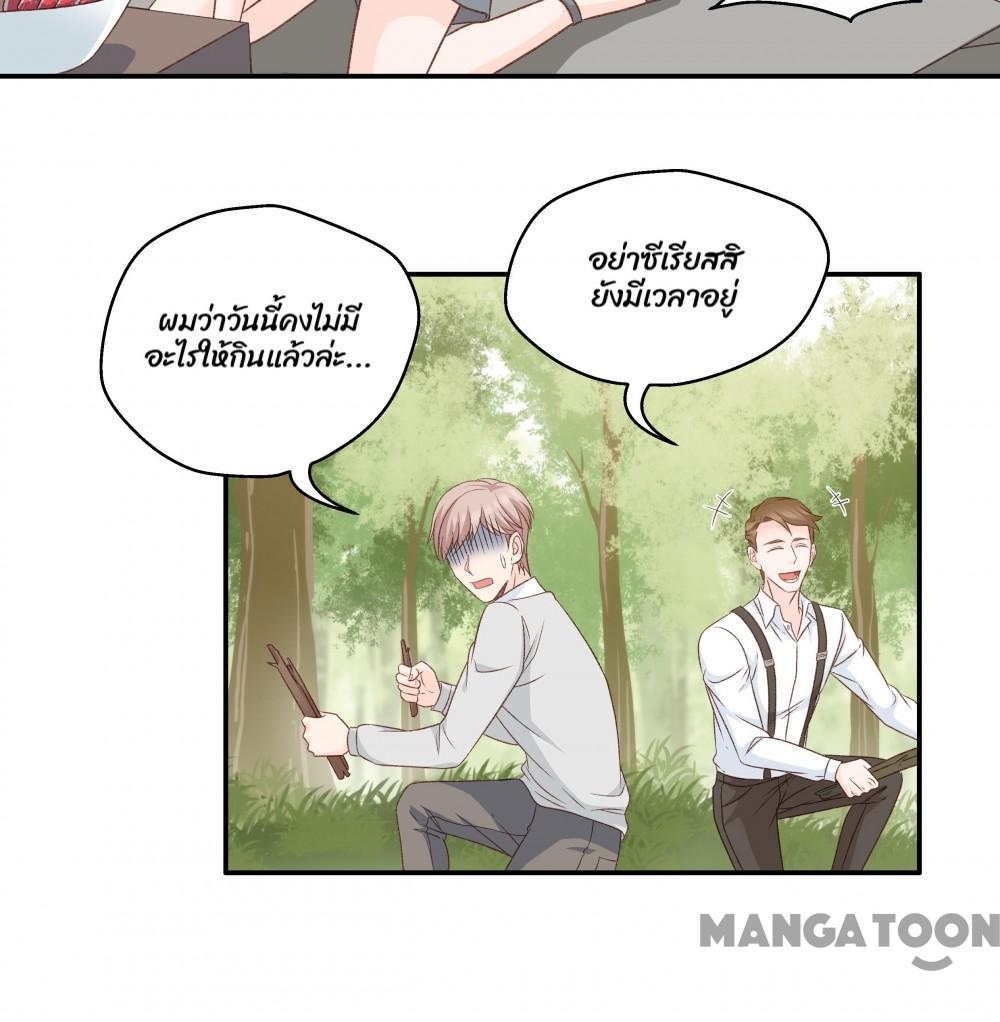 ผมว่าวันนี้คงไม่มี
อะไรให้กินแล้วล่ะ...
อย่าซีเรียสสิ
ยังมีเวลาอยู่
MANGATOON